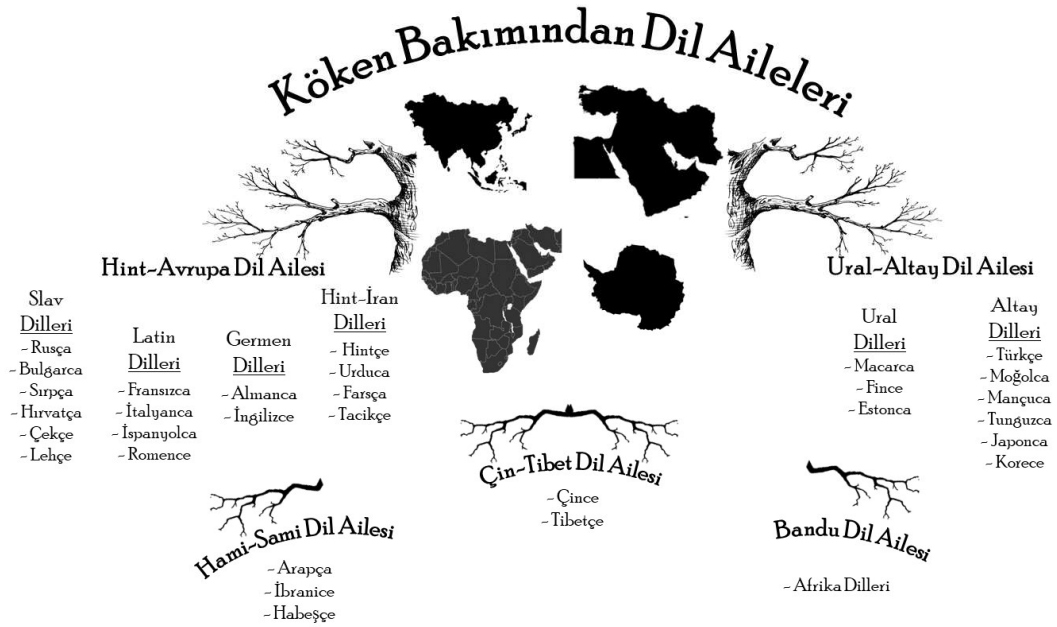 Köken Bakımından Dil Aileleri
Hint-Avrupa Dil Ailesi
Slav
Dilleri
- Rusça
- Bulgarca
- Sırpça
- Hırvatça
- Çekçe
- Lehçe
Latin
Dilleri
- Fransızca
- İtalyanca
- İspanyolca
- Romence
Germen
Dilleri
- Almanca
- İngilizce
Hint-İran
Dilleri
- Hintçe
- Urduca
- Farsça
- Tacikçe
Ural-Altay Dil Ailesi
Ural
Dilleri
- Macarca
- Fince
- Estonca
Altay
Dilleri
- Türkçe
- Moğolca
- Mançuca
- Tunguzca
- Japonca
- Korece
Hami-Sami Dil Ailesi
- Arapça
- İbranice
- Habeşçe
Çin-Tibet Dil Ailesi
- Çince
- Tibetçe
Bandu Dil Ailesi
- Afrika Dilleri